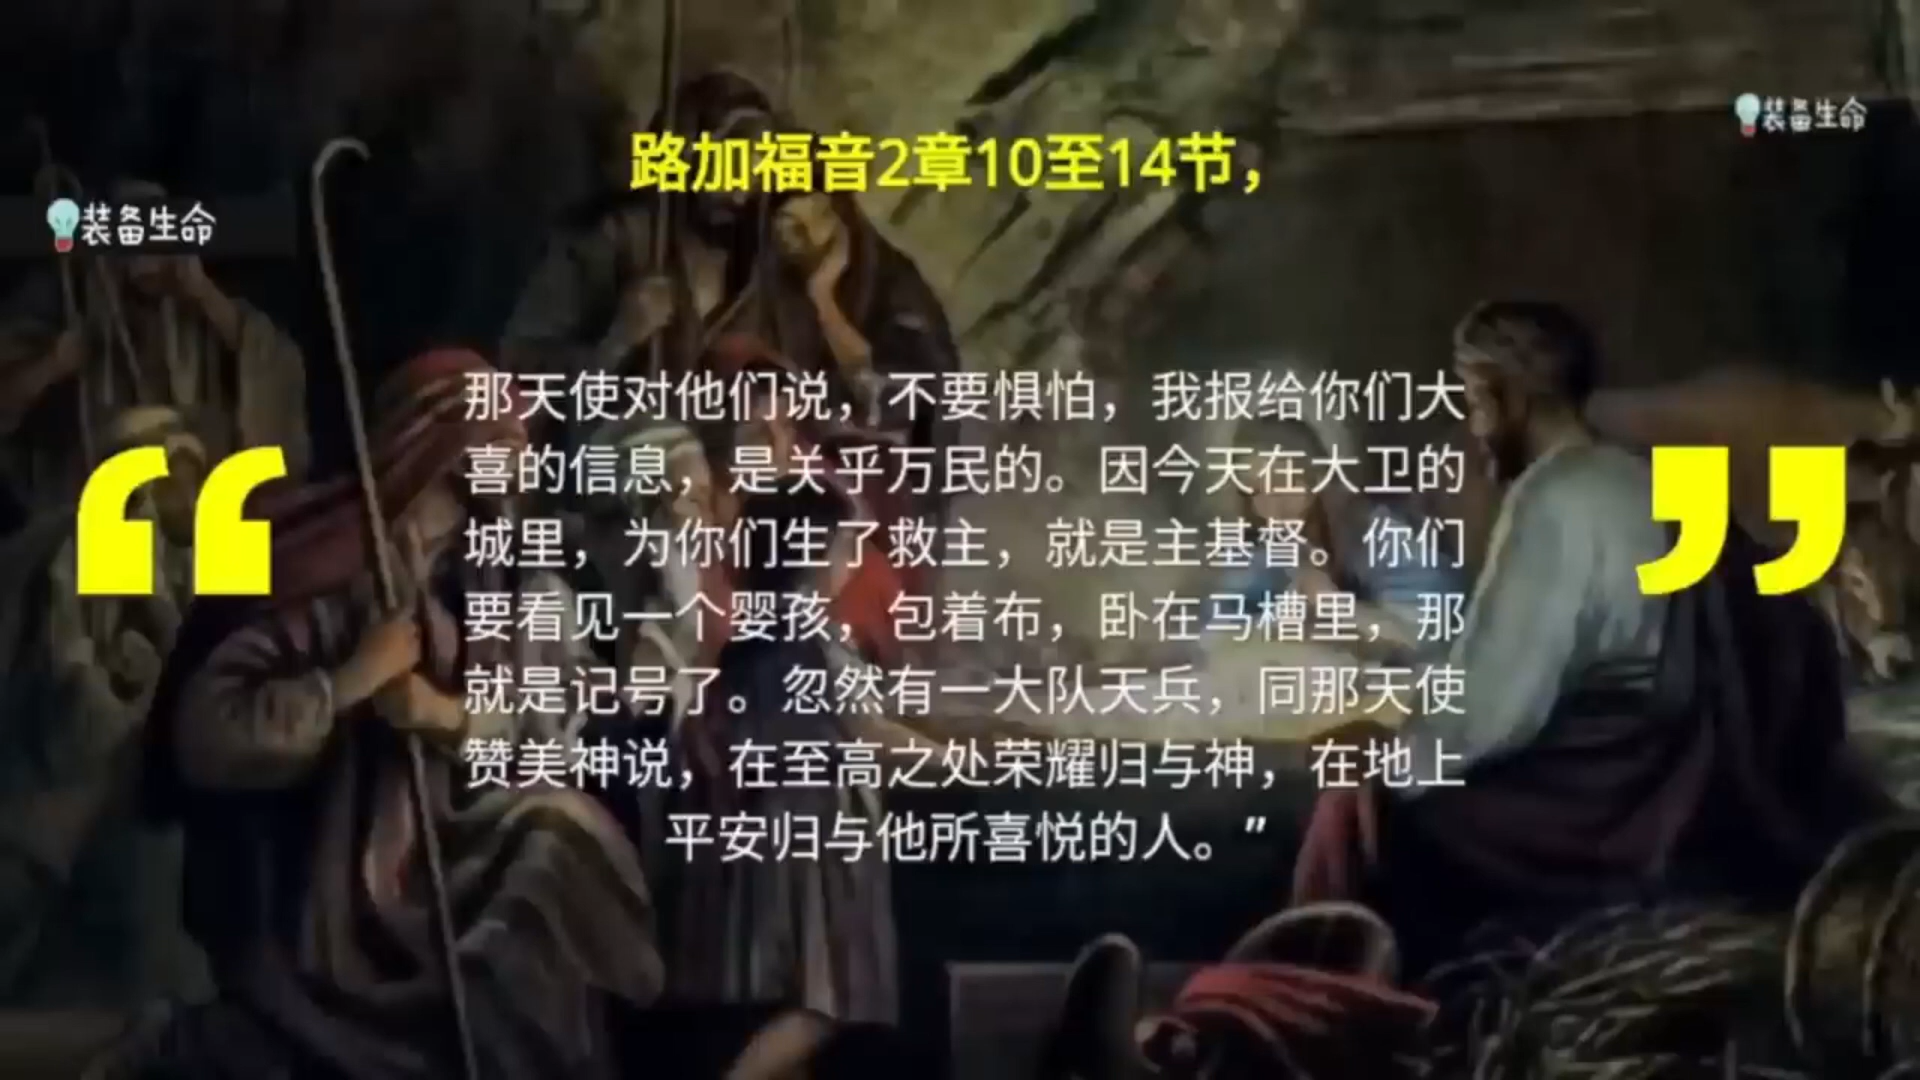 装备生命
路加福音2章10至14节，
装备生命
“
那天使对他们说，不要惧怕，我报给你们大
喜的信息，是关乎万民的。因今天在大卫的
城里，为你们生了救主，就是主基督。你们
要看见一个婴孩，包着布，卧在马槽里，那
就是记号了。忽然有一大队天兵，同那天使
赞美神说，在至高之处荣耀归与神，在地上
平安归与他所喜悦的人。”
”